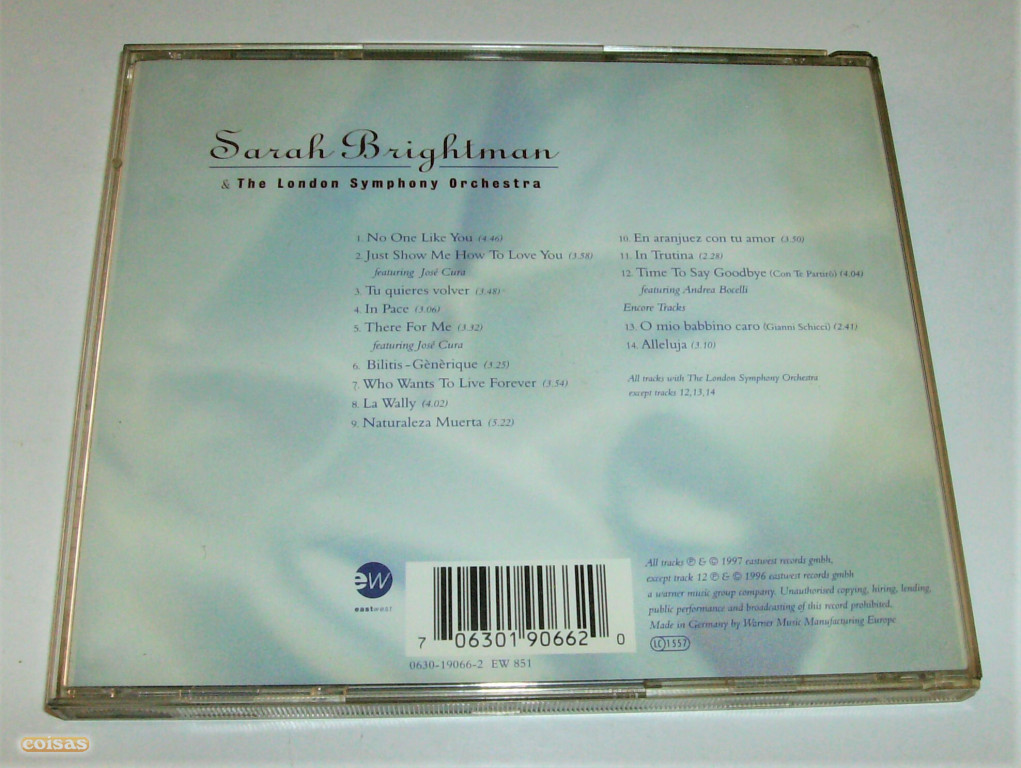 Sarah Brightman
& The London Symphony Orchestra
1. No One Like You (4.46)
2. Just Show Me How To Love You (3.58)
featuring José Cura
3. Tu quieres volver (3.48)
4. In Pace (3.06)
5. There For Me (3.32)
featuring José Cura
6. Bilitis-Gènèrique (3.25)
7. Who Wants To Live Forever (3.54)
8. La Wally (4.02)
9. Naturaleza Muerta (5.22)
10. En aranjuez con tu amor (3.50)
11. In Trutina (2.28)
12. Time To Say Goodbye (Con Te Partirò) (4.04)
featuring Andrea Bocelli
Encore Tracks
13. O mio babbino caro (Gianni Schicci) (2.41)
14. Alleluja (3.10)
All tracks with The London Symphony Orchestra
except tracks 12,13,14
ew
eastwest
7 06301 90662 0
0630-19066-2 EW 851
All tracks ℗ & © 1997 eastwest records gmbh,
except track 12 ℗ & © 1996 eastwest records gmbh
a warner music group company. Unauthorised copying, hiring, lending,
public performance and broadcasting of this record prohibited.
Made in Germany by Warner Music Manufacturing Europe
LC 1557
coisas